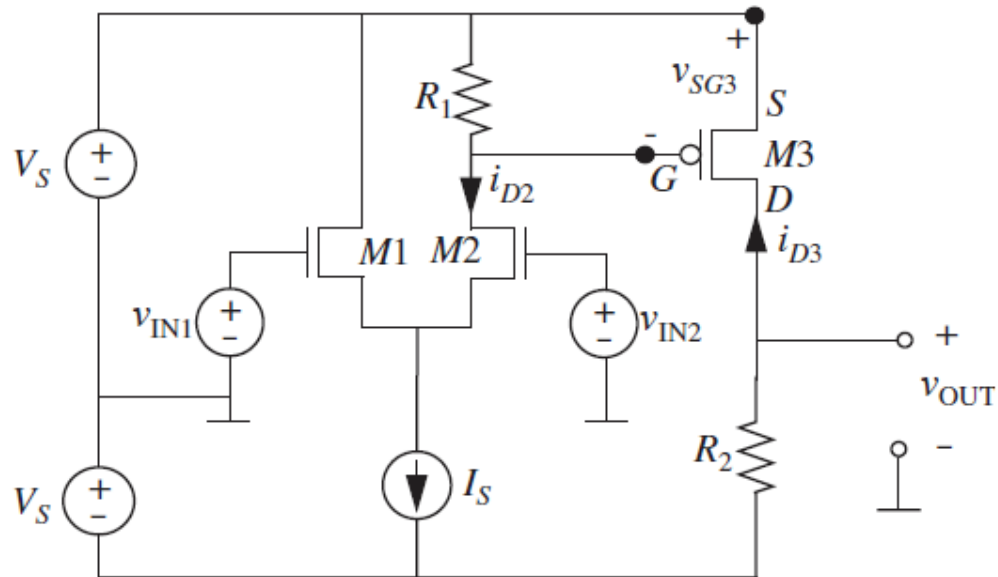 +
v_SG3
R_1
S
-
V_S
+
-
M3
G
i_D2
D
M1
M2
i_D3
v_IN1
+
-
+
-
v_IN2
+
v_OUT
-
R_2
V_S
+
-
I_S